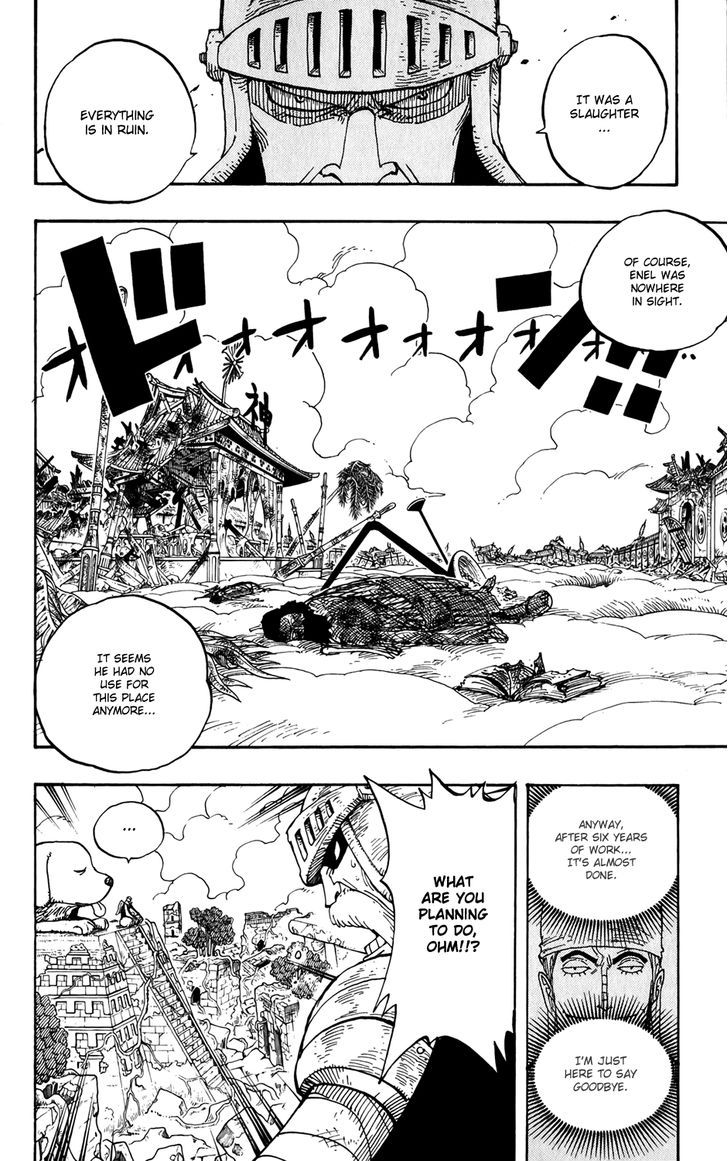 IT WAS A
SLAUGHTER
...
EVERYTHING
IS IN RUIN.
OF COURSE,
ENEL WAS
NOWHERE
IN SIGHT.
ドォォォォォォォン!!
神
IT SEEMS
HE HAD NO
USE FOR
THIS PLACE
ANYMORE...
ANYWAY,
AFTER SIX YEARS
OF WORK...
IT'S ALMOST
DONE.
I'M JUST
HERE TO SAY
GOODBYE.
WHAT
ARE YOU
PLANNING
TO DO,
OHM!!?
...